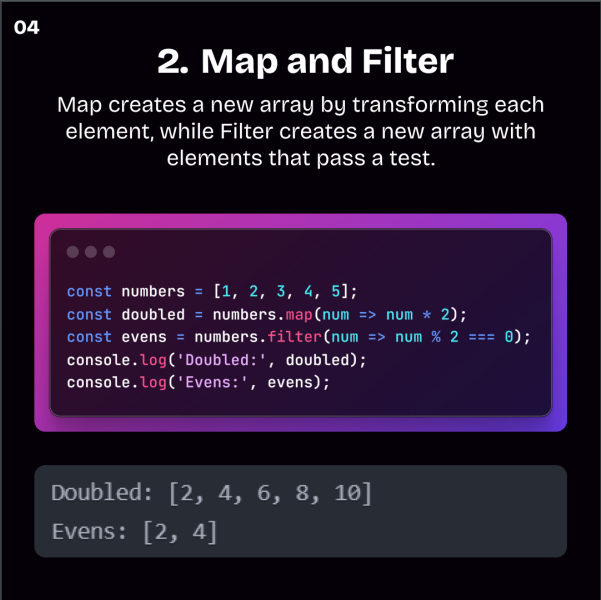 04
2. Map and Filter
Map creates a new array by transforming each
element, while Filter creates a new array with
elements that pass a test.
const numbers = [1, 2, 3, 4, 5];
const doubled = numbers.map(num => num * 2);
const evens = numbers.filter(num => num % 2 === 0);
console.log('Doubled:', doubled);
console.log('Evens:', evens);
Doubled: [2, 4, 6, 8, 10]
Evens: [2, 4]